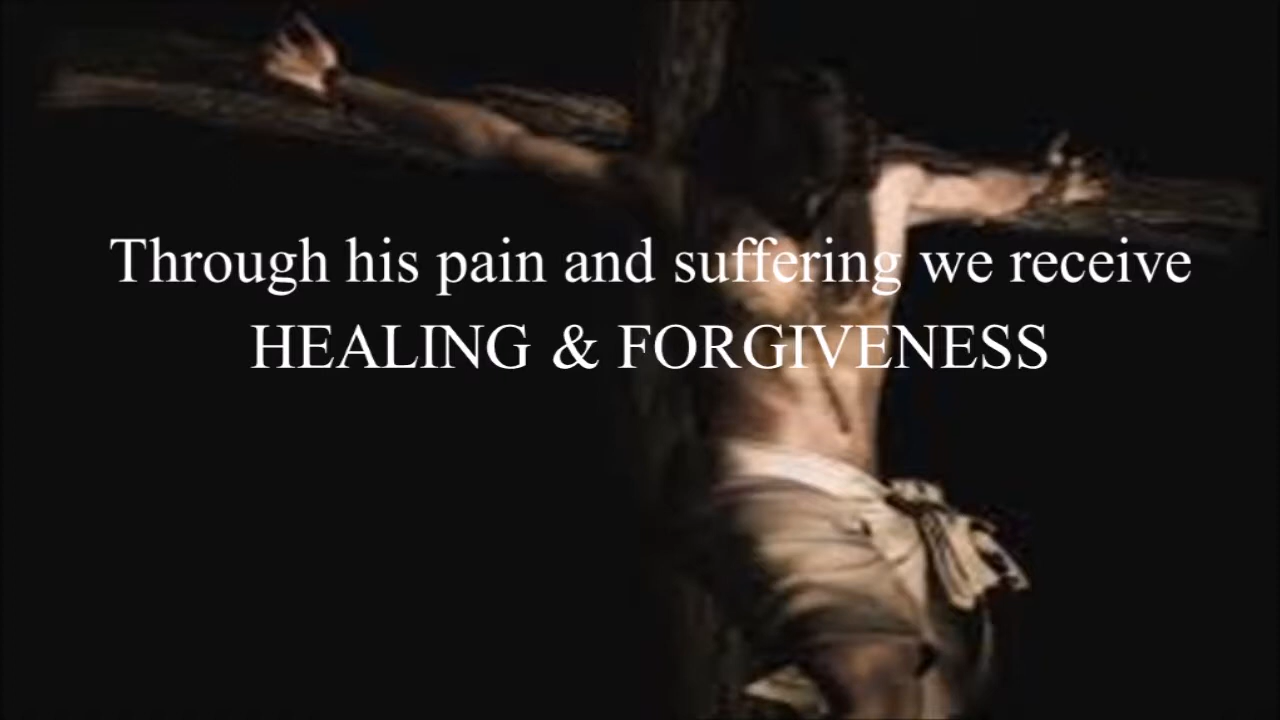 Through his pain and suffering we receive
HEALING & FORGIVENESS